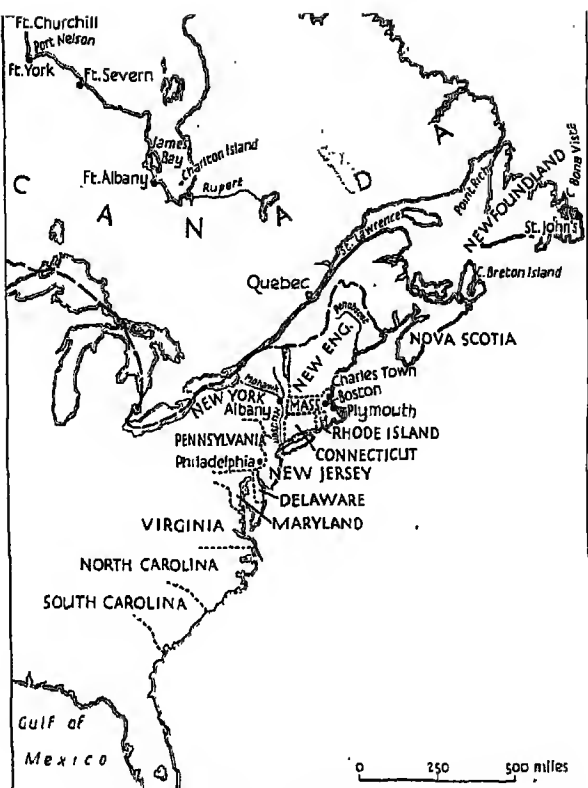 Ft. Churchill
Port Nelson
Ft. York
Ft. Severn
James
Bay
Charlton Island
Ft. Albany
Rupert
C A N A D A
Point Rich
NEWFOUNDLAND
C. Bona Vista
St. John's
St. Lawrence
Quebec
C. Breton Island
Penobscot
NEW ENG.
NOVA SCOTIA
Charles Town
Boston
Mohawk
NEW YORK
Albany
MASS
Plymouth
RHODE ISLAND
PENNSYLVANIA
CONNECTICUT
Philadelphia
NEW JERSEY
DELAWARE
VIRGINIA
MARYLAND
NORTH CAROLINA
SOUTH CAROLINA
Gulf of
Mexico
0 250 500 miles